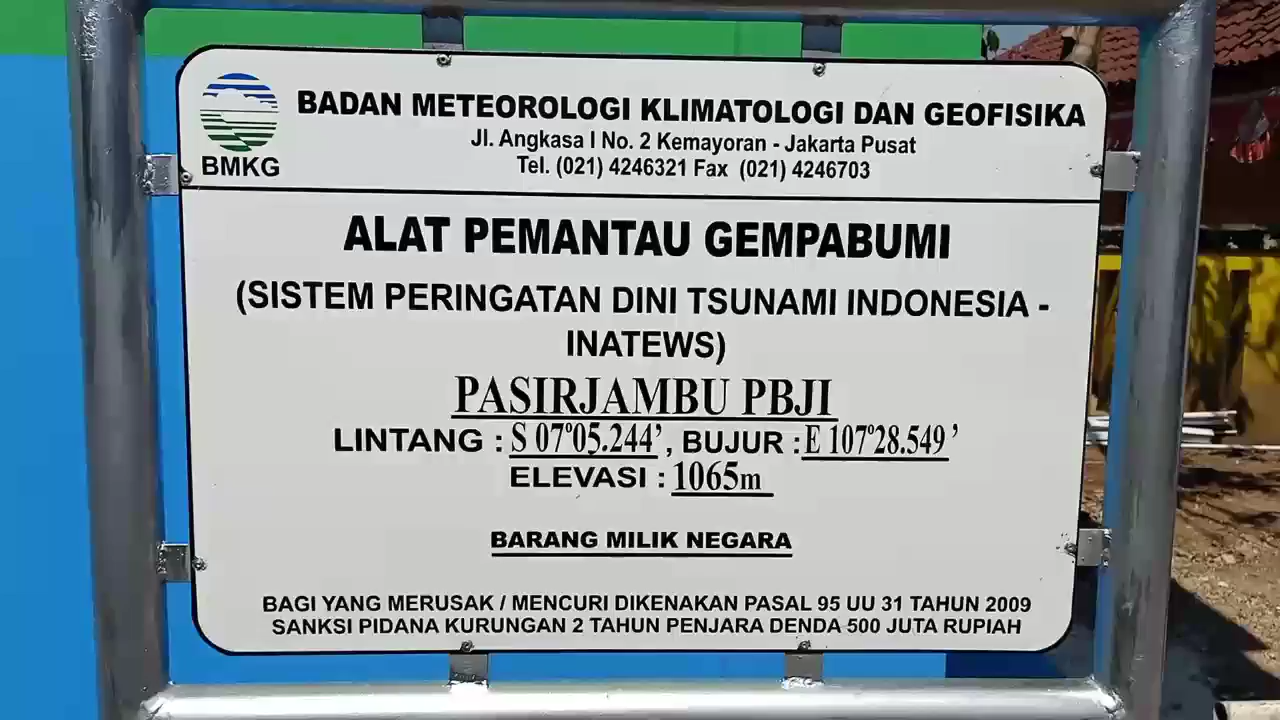 BADAN METEOROLOGI KLIMATOLOGI DAN GEOFISIKA
Jl. Angkasa I No. 2 Kemayoran - Jakarta Pusat
Tel. (021) 4246321 Fax (021) 4246703
BMKG
ALAT PEMANTAU GEMPABUMI
(SISTEM PERINGATAN DINI TSUNAMI INDONESIA -
INATEWS)
PASIRJAMBU PBJI
LINTANG : S 07º05.244’, BUJUR : E 107º28.549’
ELEVASI : 1065m
BARANG MILIK NEGARA
BAGI YANG MERUSAK / MENCURI DIKENAKAN PASAL 95 UU 31 TAHUN 2009
SANKSI PIDANA KURUNGAN 2 TAHUN PENJARA DENDA 500 JUTA RUPIAH